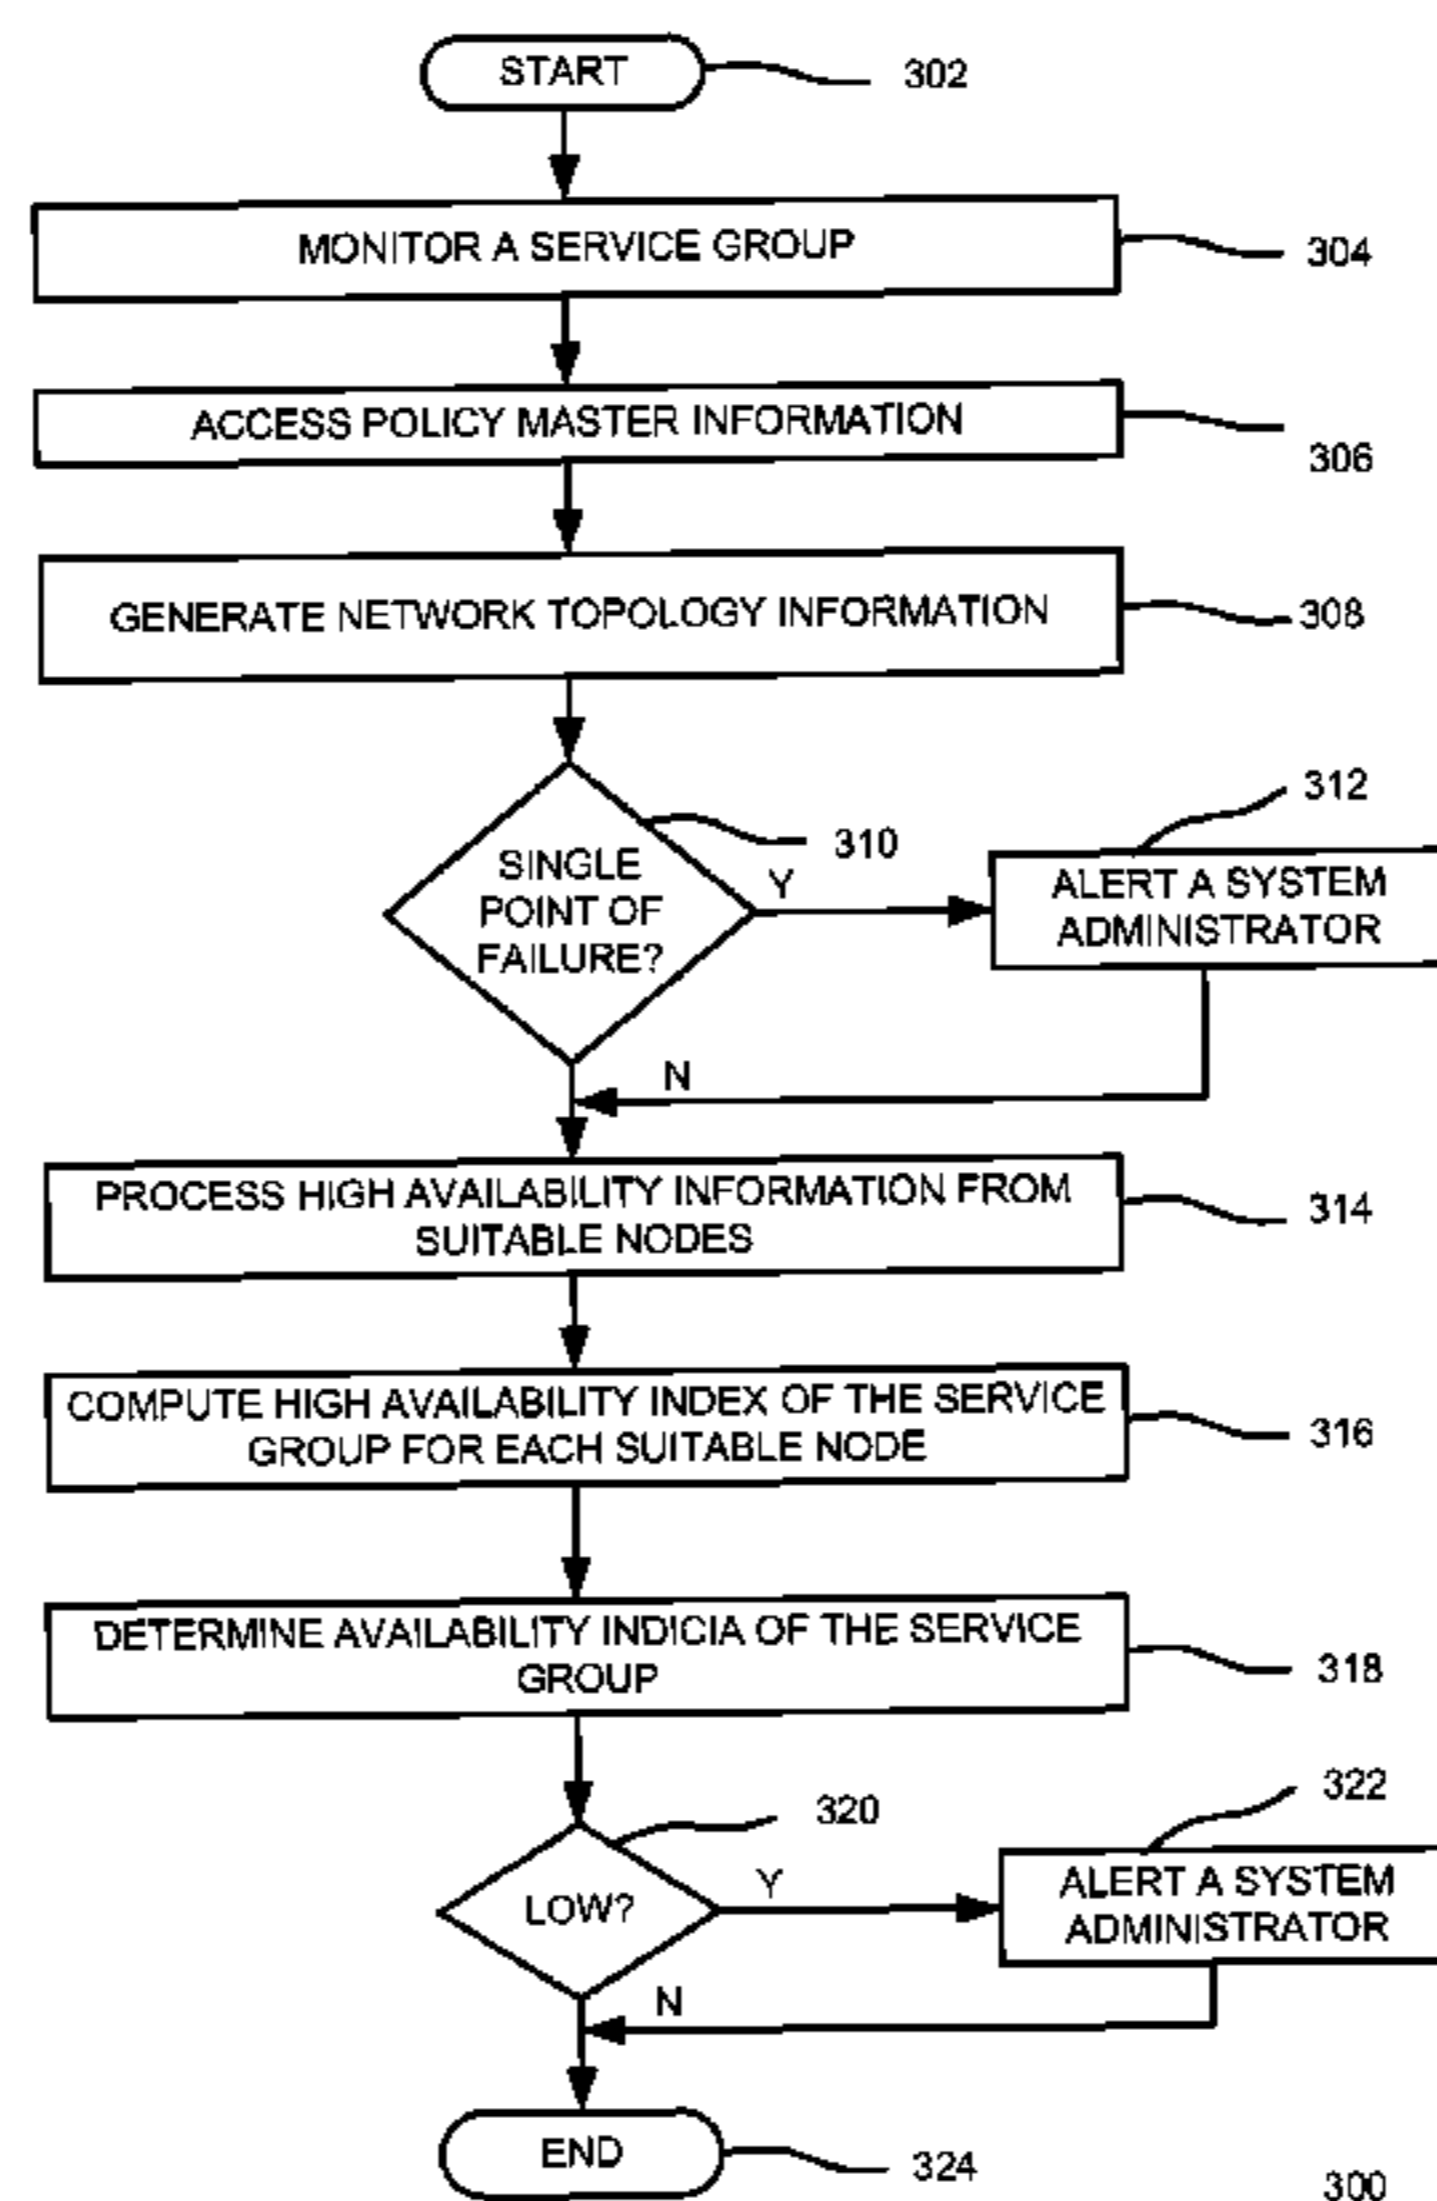 START
302
MONITOR A SERVICE GROUP
304
ACCESS POLICY MASTER INFORMATION
306
GENERATE NETWORK TOPOLOGY INFORMATION
308
312
310
SINGLE
POINT OF
FAILURE?
Y
ALERT A SYSTEM
ADMINISTRATOR
N
PROCESS HIGH AVAILABILITY INFORMATION FROM
SUITABLE NODES
314
COMPUTE HIGH AVAILABILITY INDEX OF THE SERVICE
GROUP FOR EACH SUITABLE NODE
316
DETERMINE AVAILABILITY INDICIA OF THE SERVICE
GROUP
318
322
320
LOW?
Y
ALERT A SYSTEM
ADMINISTRATOR
N
END
324
300